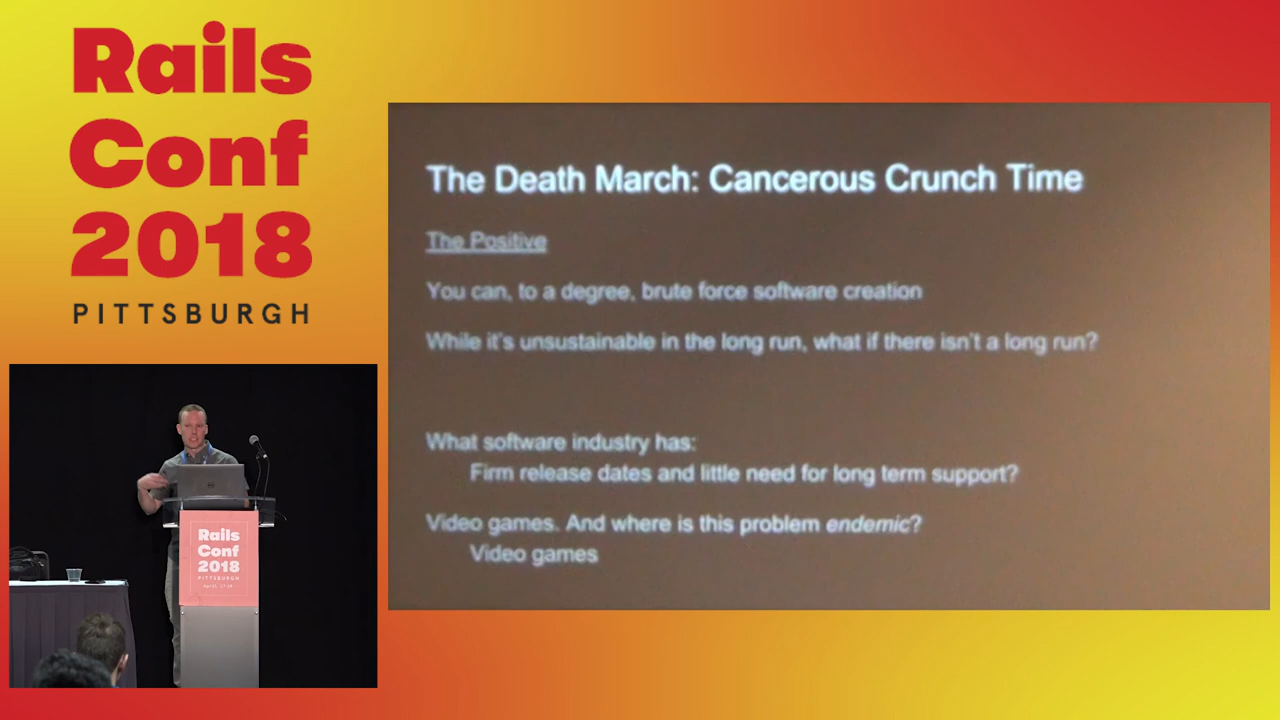 Rails
Conf
2018
PITTSBURGH
The Death March: Cancerous Crunch Time
The Positive
You can, to a degree, brute force software creation
While it's unsustainable in the long run, what if there isn't a long run?
What software industry has:
Firm release dates and little need for long term support?
Video games. And where is this problem endemic?
Video games
Rails
Conf
2018
PITTSBURGH